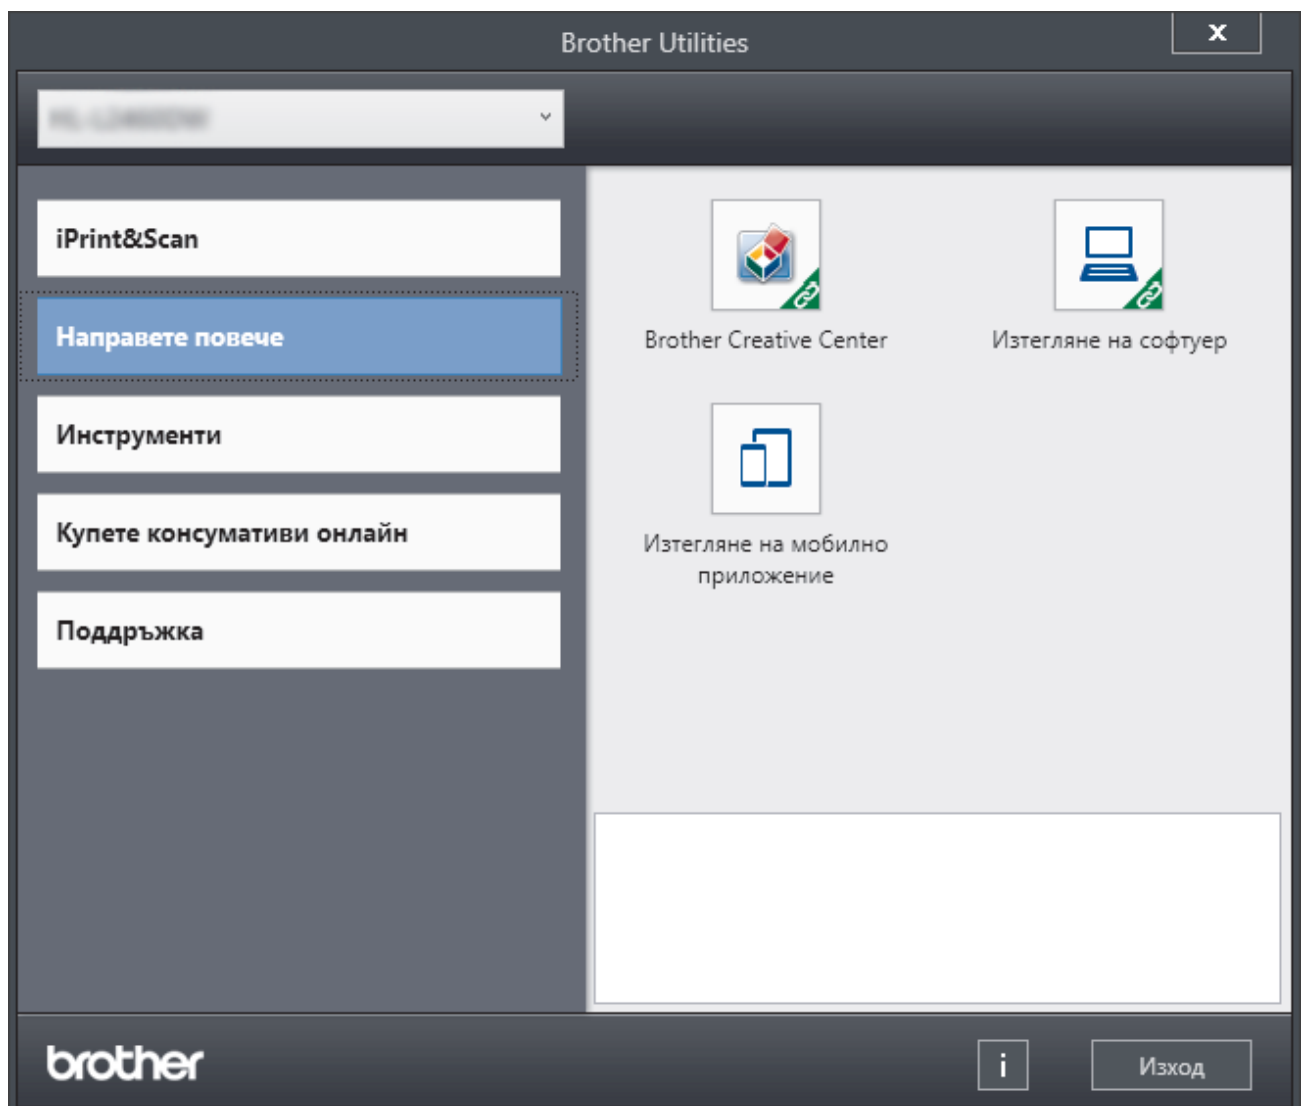 Brother Utilities
x
iPrint&Scan
Направете повече
Инструменти
Купете консумативи онлайн
Поддръжка
Brother Creative Center
Изтегляне на софтуер
Изтегляне на мобилно
приложение
brother
i
Изход